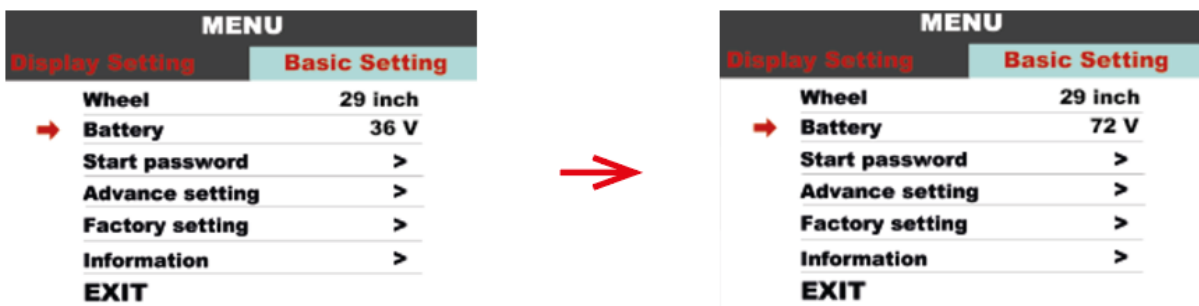 MENU
Display Setting Basic Setting
Wheel 29 inch
Battery 36 V
Start password >
Advance setting >
Factory setting >
Information >
EXIT
MENU
Display Setting Basic Setting
Wheel 29 inch
Battery 72 V
Start password >
Advance setting >
Factory setting >
Information >
EXIT